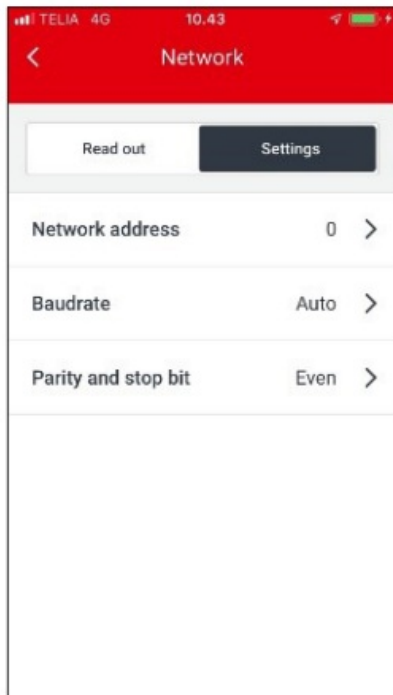 TELIA 4G 10.43
Network
Read out Settings
Network address 0
Baudrate Auto
Parity and stop bit Even